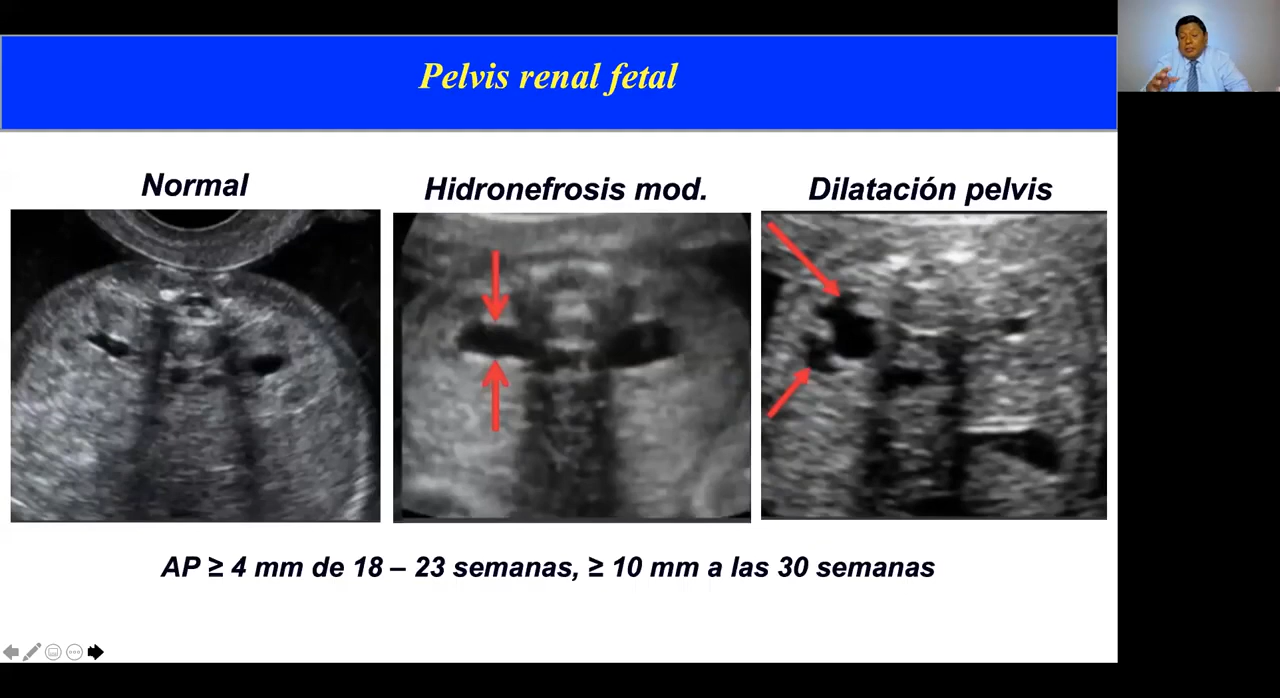 Pelvis renal fetal
Normal
Hidronefrosis mod.
Dilatación pelvis
AP ≥ 4 mm de 18 – 23 semanas, ≥ 10 mm a las 30 semanas